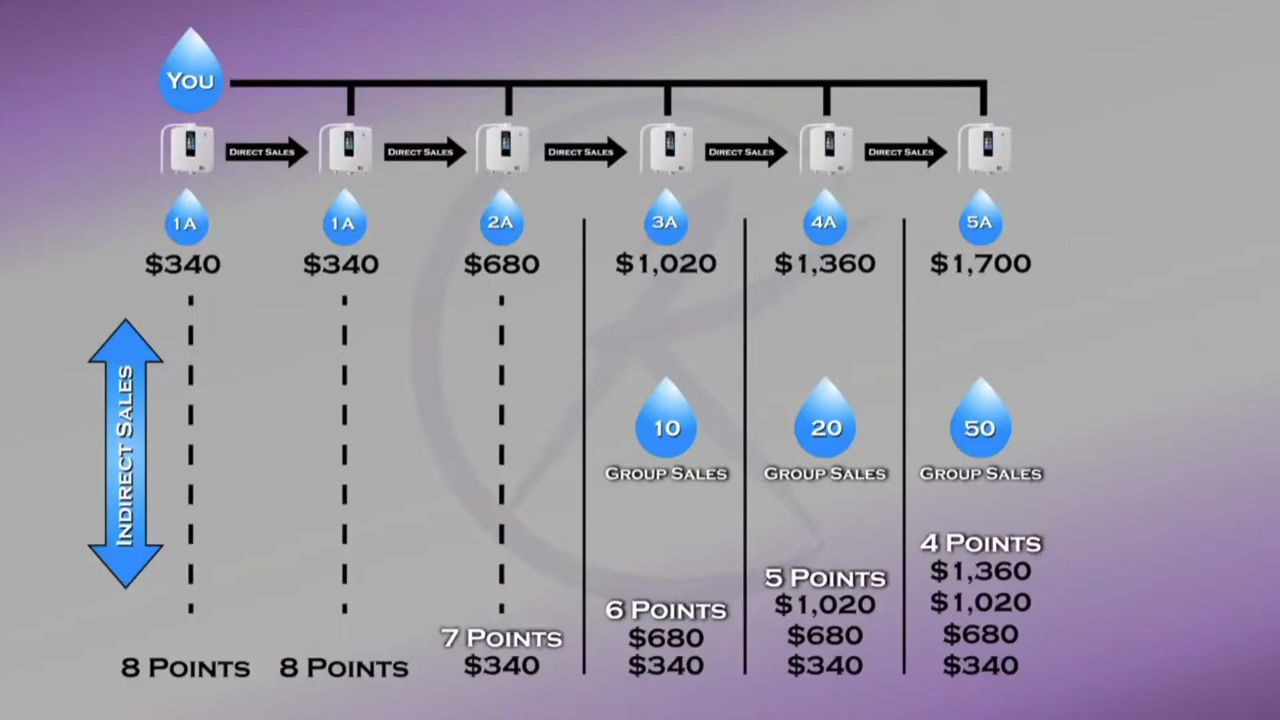 YOU
DIRECT SALES DIRECT SALES DIRECT SALES DIRECT SALES DIRECT SALES
1A 1A 2A 3A 4A 5A
$340 $340 $680 $1,020 $1,360 $1,700
INDIRECT SALES
10 20 50
GROUP SALES GROUP SALES GROUP SALES
4 POINTS
$1,360
5 POINTS
$1,020 $1,020
6 POINTS
7 POINTS $680 $680 $680
8 POINTS 8 POINTS $340 $340 $340 $340